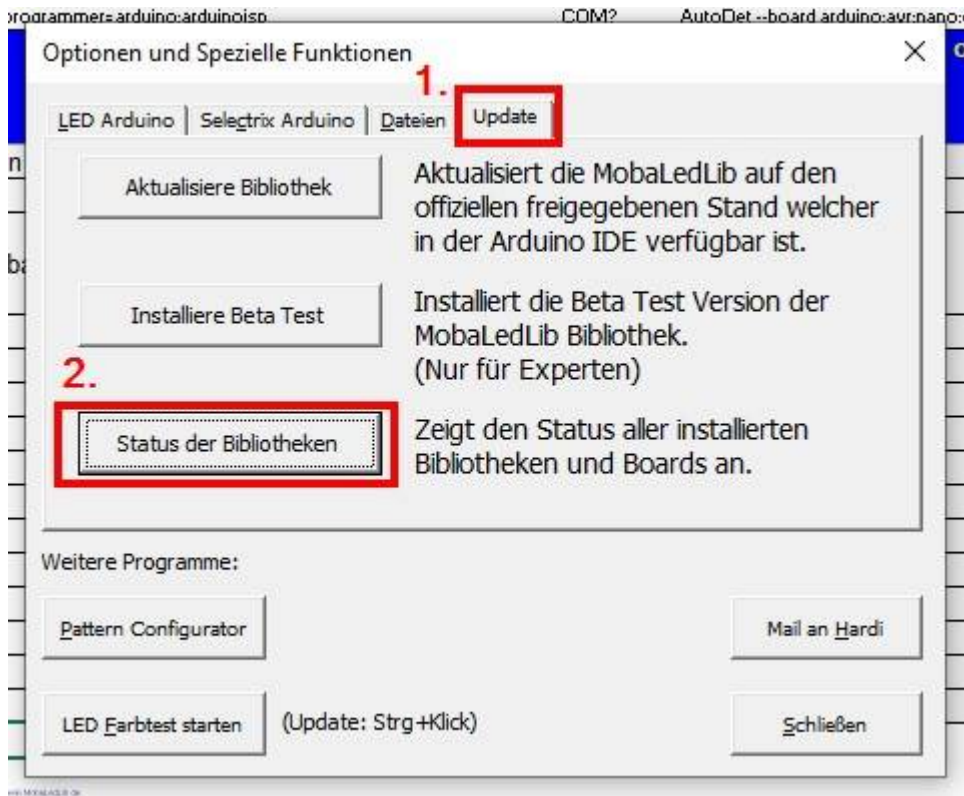 programmer=arduino:arduinoisp COM? AutoDet --board arduino:avr:nano:
Optionen und Spezielle Funktionen
1.
LED Arduino Selectrix Arduino Dateien Update
Aktualisiere Bibliothek
Aktualisiert die MobaLedLib auf den
offiziellen freigegebenen Stand welcher
in der Arduino IDE verfügbar ist.
Installiere Beta Test
Installiert die Beta Test Version der
MobaLedLib Bibliothek.
(Nur für Experten)
2.
Status der Bibliotheken
Zeigt den Status aller installierten
Bibliotheken und Boards an.
Weitere Programme:
Pattern Configurator
Mail an Hardi
LED Farbtest starten
(Update: Strg+Klick)
Schließen